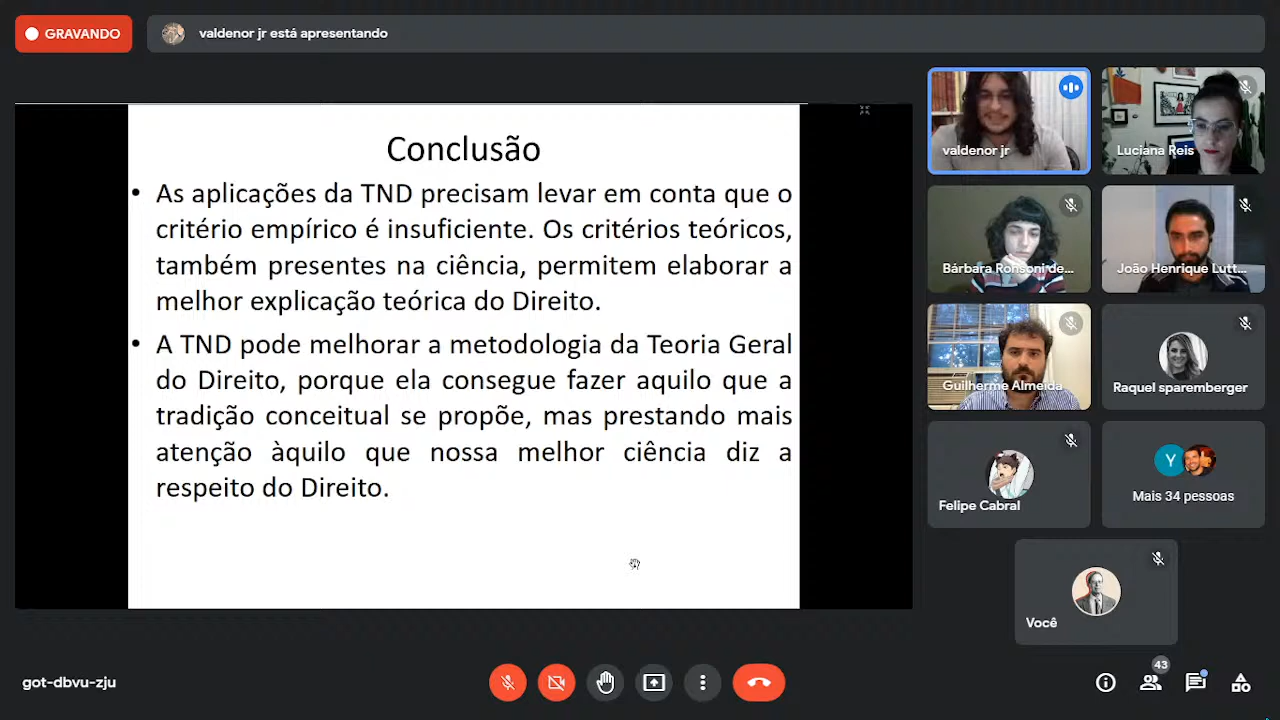 GRAVANDO
valdenor jr está apresentando
Conclusão
• As aplicações da TND precisam levar em conta que o
critério empírico é insuficiente. Os critérios teóricos,
também presentes na ciência, permitem elaborar a
melhor explicação teórica do Direito.
• A TND pode melhorar a metodologia da Teoria Geral
do Direito, porque ela consegue fazer aquilo que a
tradição conceitual se propõe, mas prestando mais
atenção àquilo que nossa melhor ciência diz a
respeito do Direito.
valdenor jr
Luciana Reis
Bárbara Ronsoni de...
João Henrique Lutt...
Guilherme Almeida
Raquel sparemberger
Felipe Cabral
Y
Mais 34 pessoas
Você
got-dbvu-zju
43